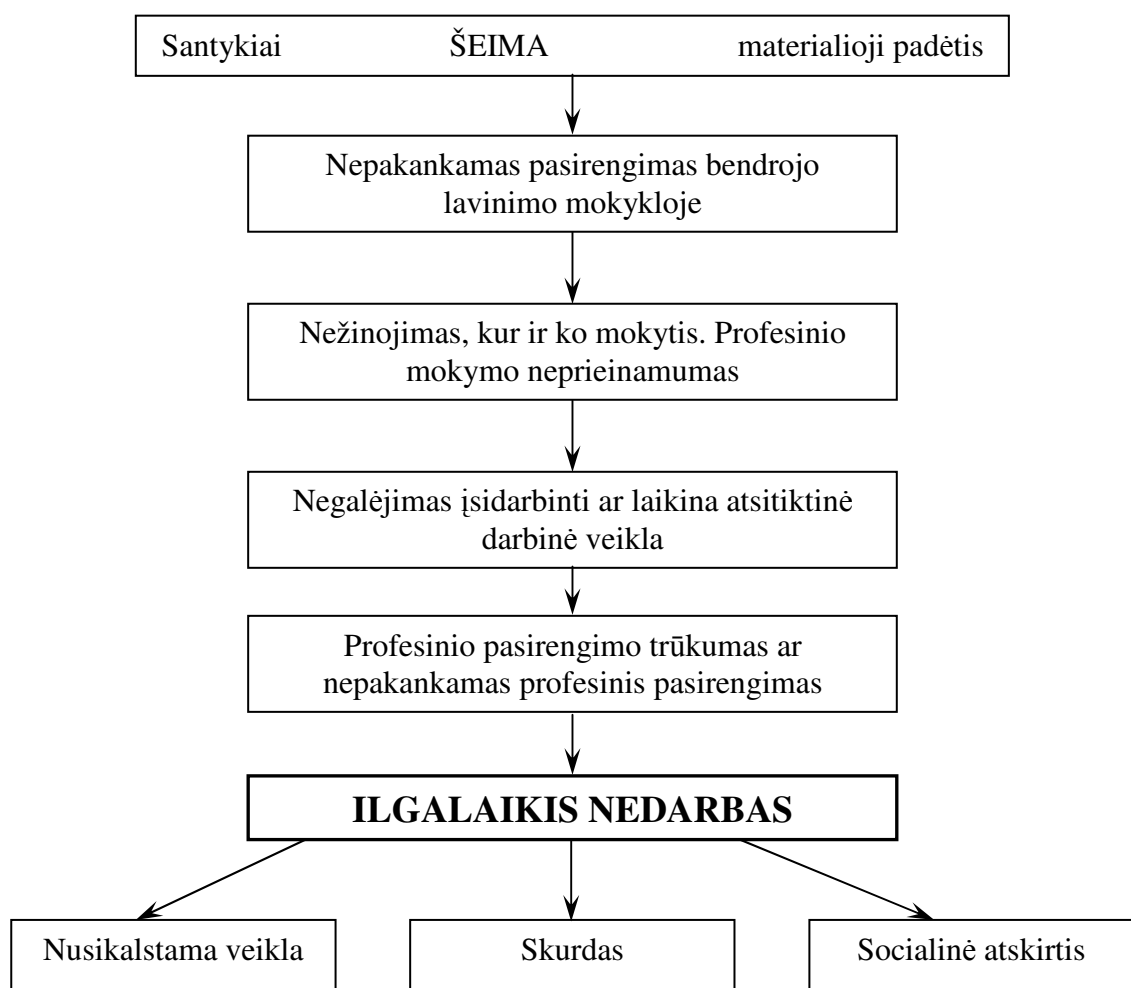 Santykiai ŠEIMA materialioji padėtis
Nepakankamas pasirengimas bendrojo
lavinimo mokykloje
Nežinojimas, kur ir ko mokytis. Profesinio
mokymo neprieinamumas
Negalėjimas įsidarbinti ar laikina atsitiktinė
darbinė veikla
Profesinio pasirengimo trūkumas ar
nepakankamas profesinis pasirengimas
ILGALAIKIS NEDARBAS
Nusikalstama veikla Skurdas Socialinė atskirtis